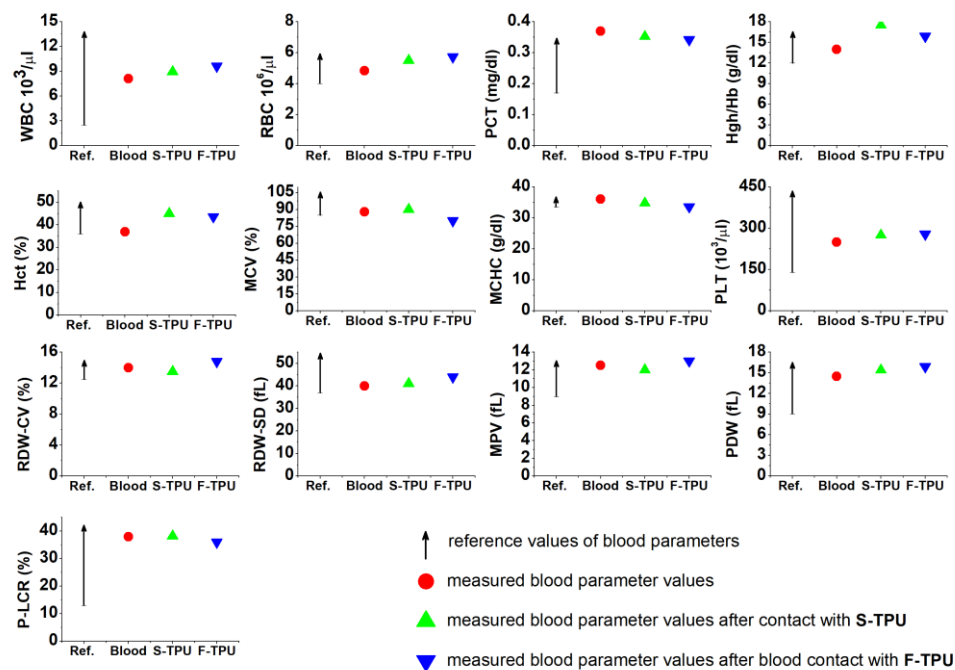 WBC 10^3/µl
15
12
9
6
3
0
Ref. Blood S-TPU F-TPU
RBC 10^6/µl
8
6
4
2
0
Ref. Blood S-TPU F-TPU
PCT (mg/dl)
0.4
0.3
0.2
0.1
0.0
Ref. Blood S-TPU F-TPU
Hgh/Hb (g/dl)
18
15
12
9
6
3
0
Ref. Blood S-TPU F-TPU
Hct (%)
50
40
30
20
10
0
Ref. Blood S-TPU F-TPU
MCV (%)
105
90
75
60
45
30
15
0
Ref. Blood S-TPU F-TPU
MCHC (g/dl)
40
30
20
10
0
Ref. Blood S-TPU F-TPU
PLT (10^3/µl)
450
300
150
0
Ref. Blood S-TPU F-TPU
RDW-CV (%)
16
12
8
4
0
Ref. Blood S-TPU F-TPU
RDW-SD (fL)
50
40
30
20
10
0
Ref. Blood S-TPU F-TPU
MPV (fL)
14
12
10
8
6
4
2
0
Ref. Blood S-TPU F-TPU
PDW (fL)
18
15
12
9
6
3
0
Ref. Blood S-TPU F-TPU
P-LCR (%)
40
30
20
10
0
Ref. Blood S-TPU F-TPU
reference values of blood parameters
measured blood parameter values
measured blood parameter values after contact with S-TPU
measured blood parameter values after blood contact with F-TPU